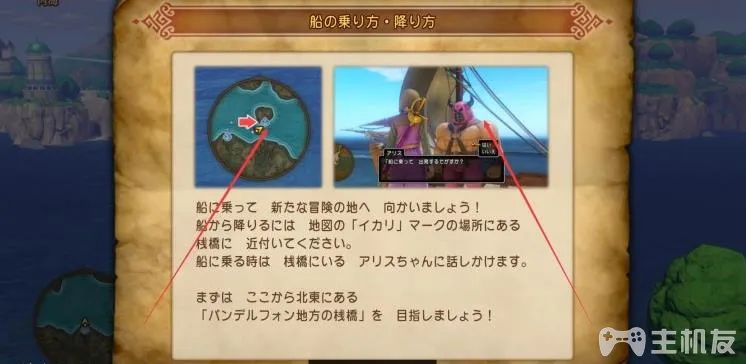 船の乗り方・降り方
アリス
「船に乗って　出発するでがすか？
はい
いいえ
船に乗って　新たな冒険の地へ　向かいましょう！
船から降りるには　地図の「イカリ」マークの場所にある
桟橋に　近付いてください。
船に乗る時は　桟橋にいる　アリスちゃんに話しかけます。
まずは　ここから北東にある
「バンデルフォン地方の桟橋」を　目指しましょう！
主机友